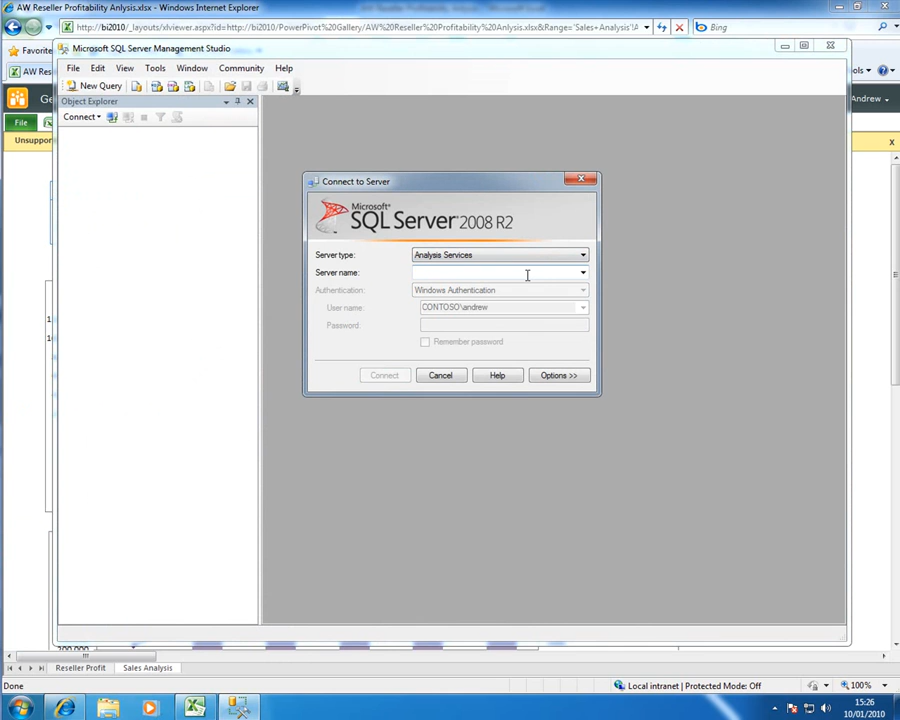 AW Reseller Profitability Anlysis.xlsx - Windows Internet Explorer
http://bi2010/_layouts/xlviewer.aspx?id=http://bi2010/PowerPivot%20Gallery/AW%20Reseller%20Profitability%20Anlysis.xlsx&Range='Sales+Analysis'!A
Bing
Favorite
Microsoft SQL Server Management Studio
File Edit View Tools Window Community Help
AW Res
ols
New Query
Ge
Andrew
Object Explorer
Connect
File
Unsuppor
x
Connect to Server
Microsoft®
SQL Server® 2008 R2
Server type: Analysis Services
Server name:
Authentication: Windows Authentication
User name: CONTOSO\andrew
Password:
Remember password
Connect Cancel Help Options >>
Reseller Profit Sales Analysis
Done Local intranet | Protected Mode: Off 100%
15:26
10/01/2010